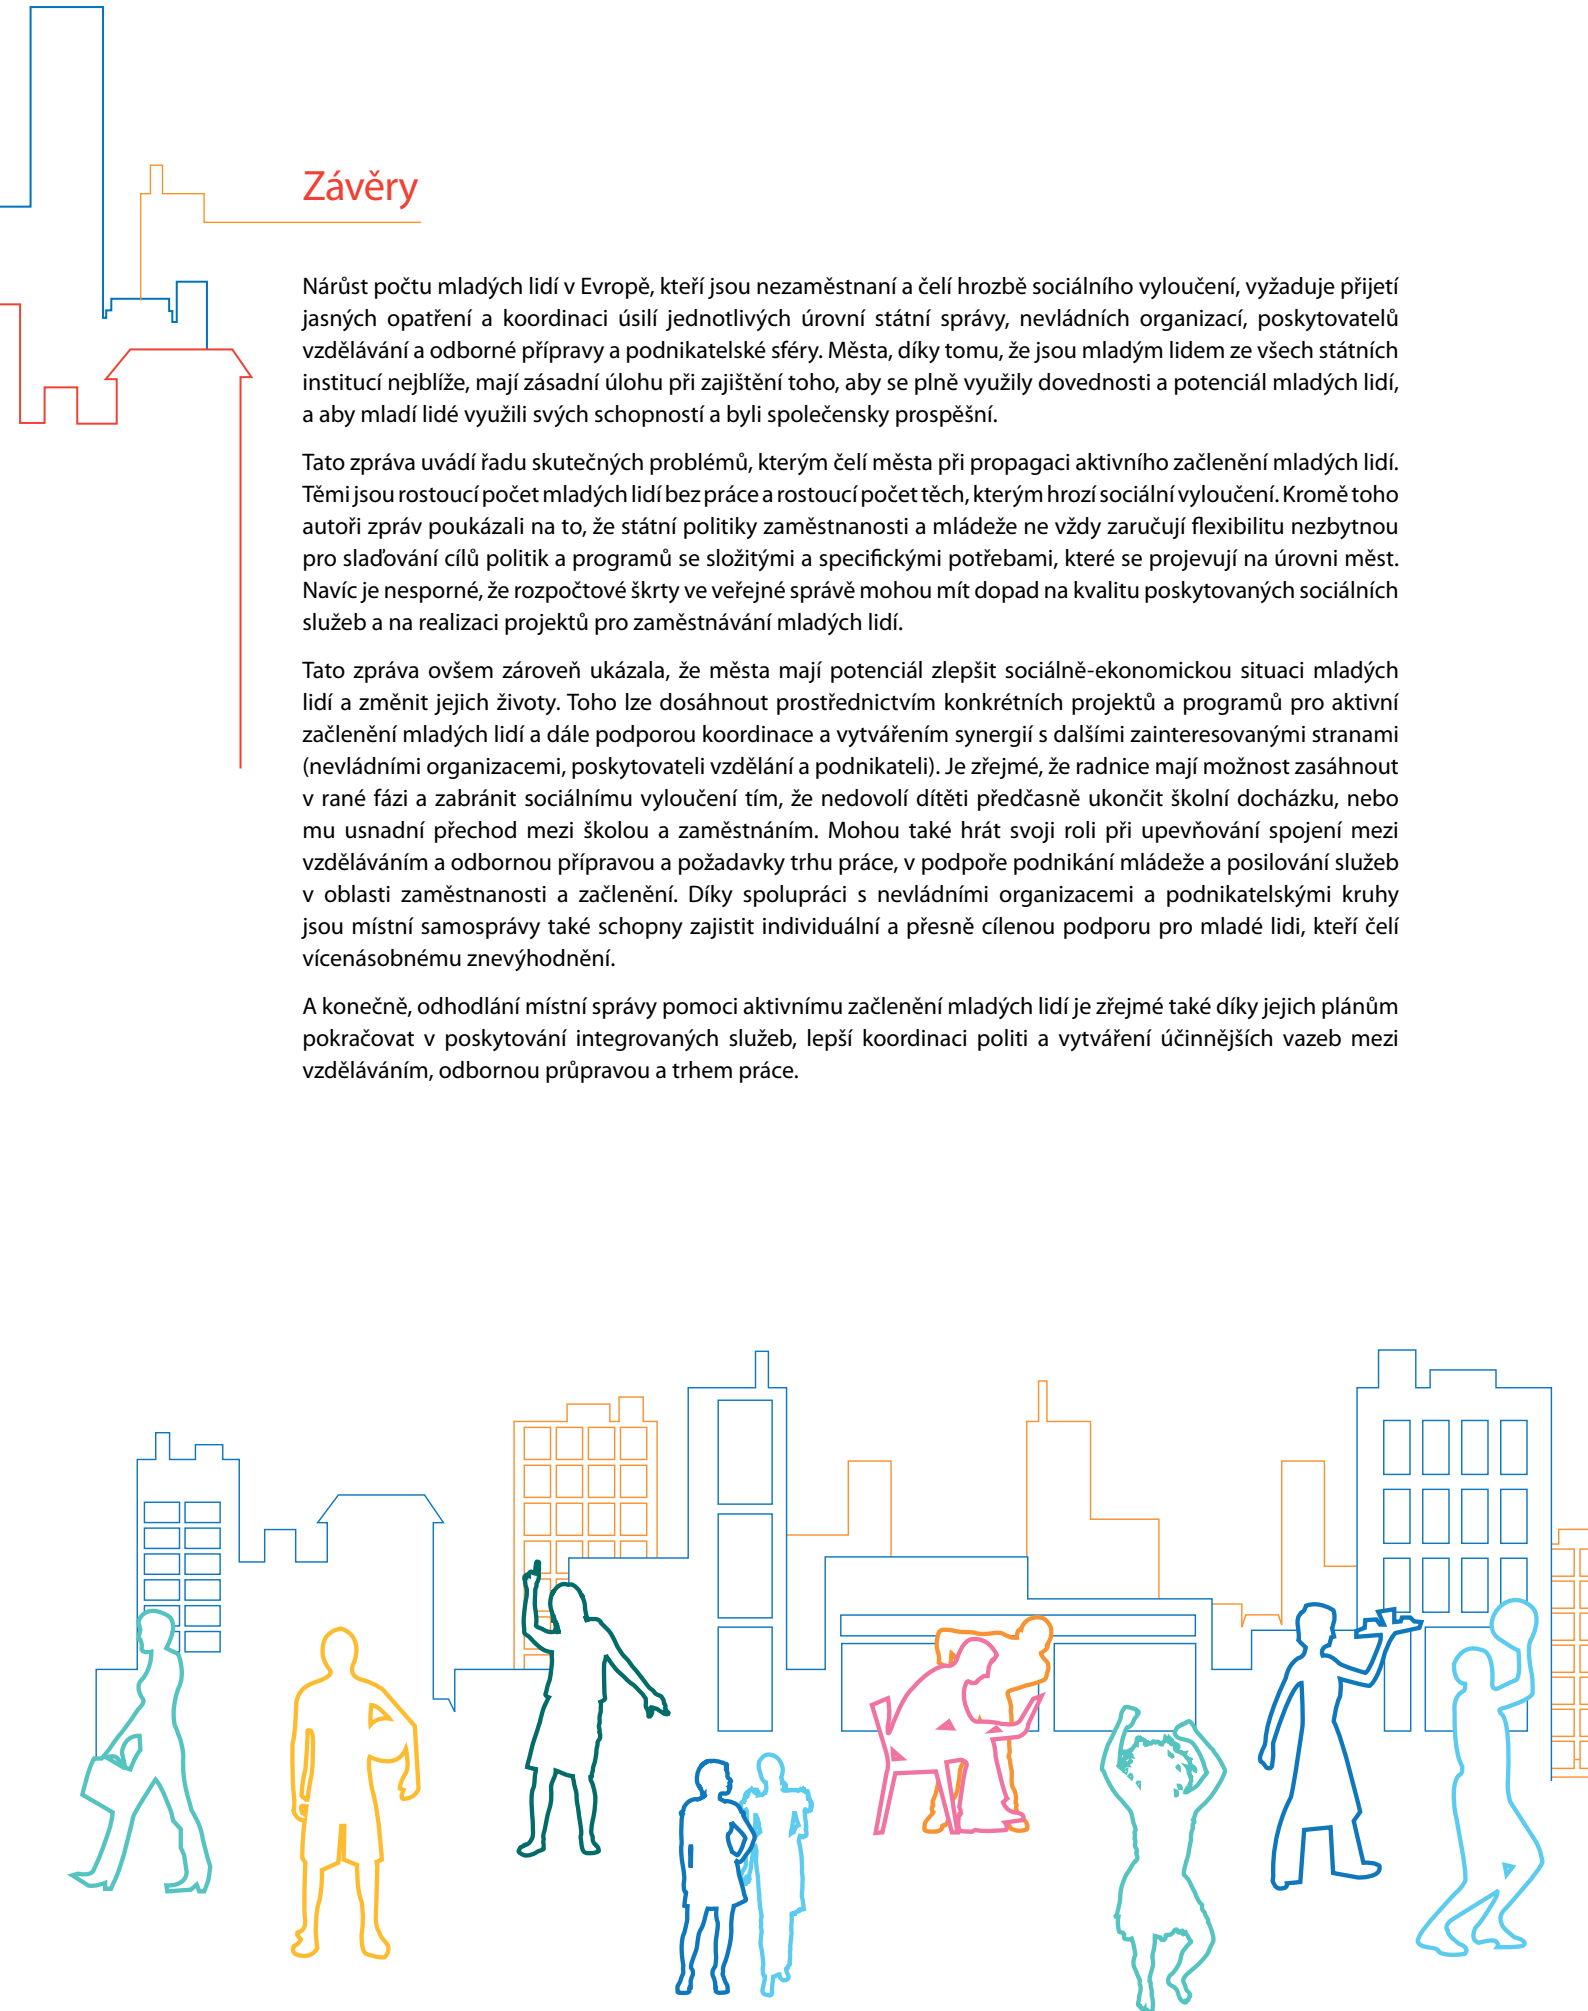 Závěry
Nárůst počtu mladých lidí v Evropě, kteří jsou nezaměstnaní a čelí hrozbě sociálního vyloučení, vyžaduje přijetí
jasných opatření a koordinaci úsilí jednotlivých úrovní státní správy, nevládních organizací, poskytovatelů
vzdělávání a odborné přípravy a podnikatelské sféry. Města, díky tomu, že jsou mladým lidem ze všech státních
institucí nejblíže, mají zásadní úlohu při zajištění toho, aby se plně využily dovednosti a potenciál mladých lidí,
a aby mladí lidé využili svých schopností a byli společensky prospěšní.
Tato zpráva uvádí řadu skutečných problémů, kterým čelí města při propagaci aktivního začlenění mladých lidí.
Těmi jsou rostoucí počet mladých lidí bez práce a rostoucí počet těch, kterým hrozí sociální vyloučení. Kromě toho
autoři zpráv poukázali na to, že státní politiky zaměstnanosti a mládeže ne vždy zaručují flexibilitu nezbytnou
pro slaďování cílů politik a programů se složitými a specifickými potřebami, které se projevují na úrovni měst.
Navíc je nesporné, že rozpočtové škrty ve veřejné správě mohou mít dopad na kvalitu poskytovaných sociálních
služeb a na realizaci projektů pro zaměstnávání mladých lidí.
Tato zpráva ovšem zároveň ukázala, že města mají potenciál zlepšit sociálně-ekonomickou situaci mladých
lidí a změnit jejich životy. Toho lze dosáhnout prostřednictvím konkrétních projektů a programů pro aktivní
začlenění mladých lidí a dále podporou koordinace a vytvářením synergií s dalšími zainteresovanými stranami
(nevládními organizacemi, poskytovateli vzdělání a podnikateli). Je zřejmé, že radnice mají možnost zasáhnout
v rané fázi a zabránit sociálnímu vyloučení tím, že nedovolí dítěti předčasně ukončit školní docházku, nebo
mu usnadní přechod mezi školou a zaměstnáním. Mohou také hrát svoji roli při upevňování spojení mezi
vzděláváním a odbornou přípravou a požadavky trhu práce, v podpoře podnikání mládeže a posilování služeb
v oblasti zaměstnanosti a začlenění. Díky spolupráci s nevládními organizacemi a podnikatelskými kruhy
jsou místní samosprávy také schopny zajistit individuální a přesně cílenou podporu pro mladé lidi, kteří čelí
vícenásobnému znevýhodnění.
A konečně, odhodlání místní správy pomoci aktivnímu začlenění mladých lidí je zřejmé také díky jejich plánům
pokračovat v poskytování integrovaných služeb, lepší koordinaci politi a vytváření účinnějších vazeb mezi
vzděláváním, odbornou průpravou a trhem práce.